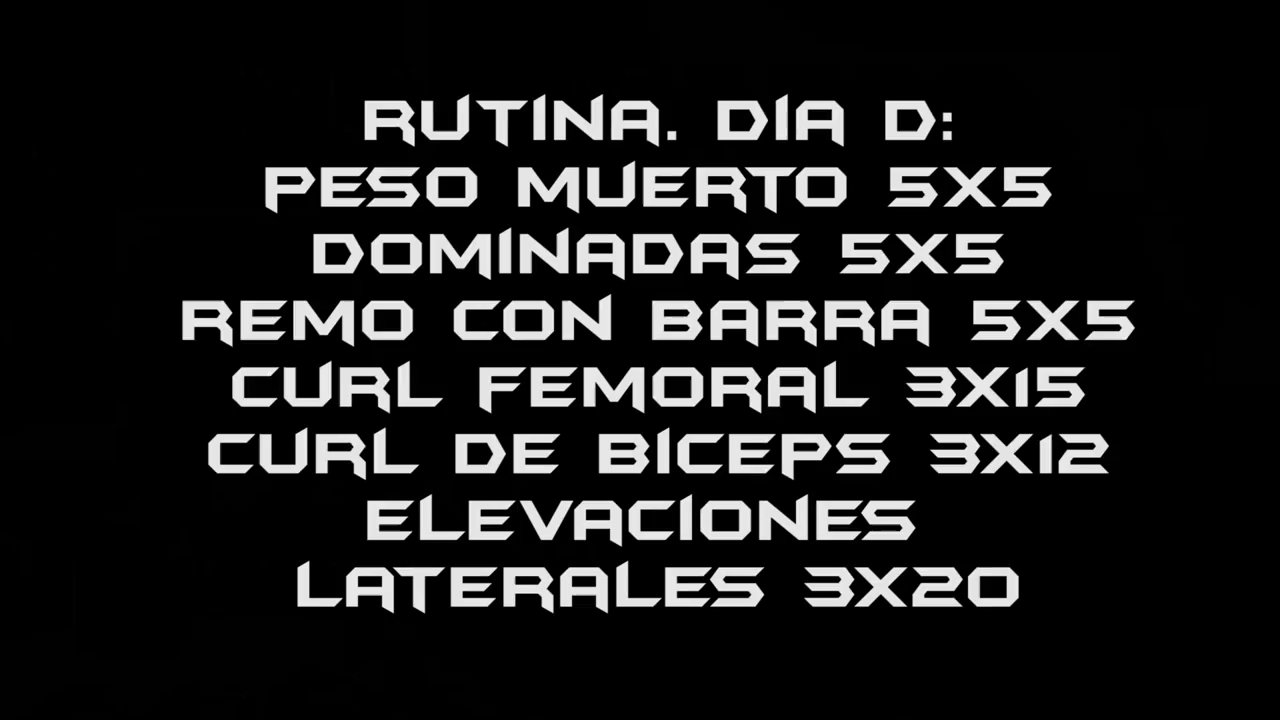 RUTINA. DIA D:
PESO MUERTO 5X5
DOMINADAS 5X5
REMO CON BARRA 5X5
CURL FEMORAL 3X15
CURL DE BICEPS 3X12
ELEVACIONES
LATERALES 3X20